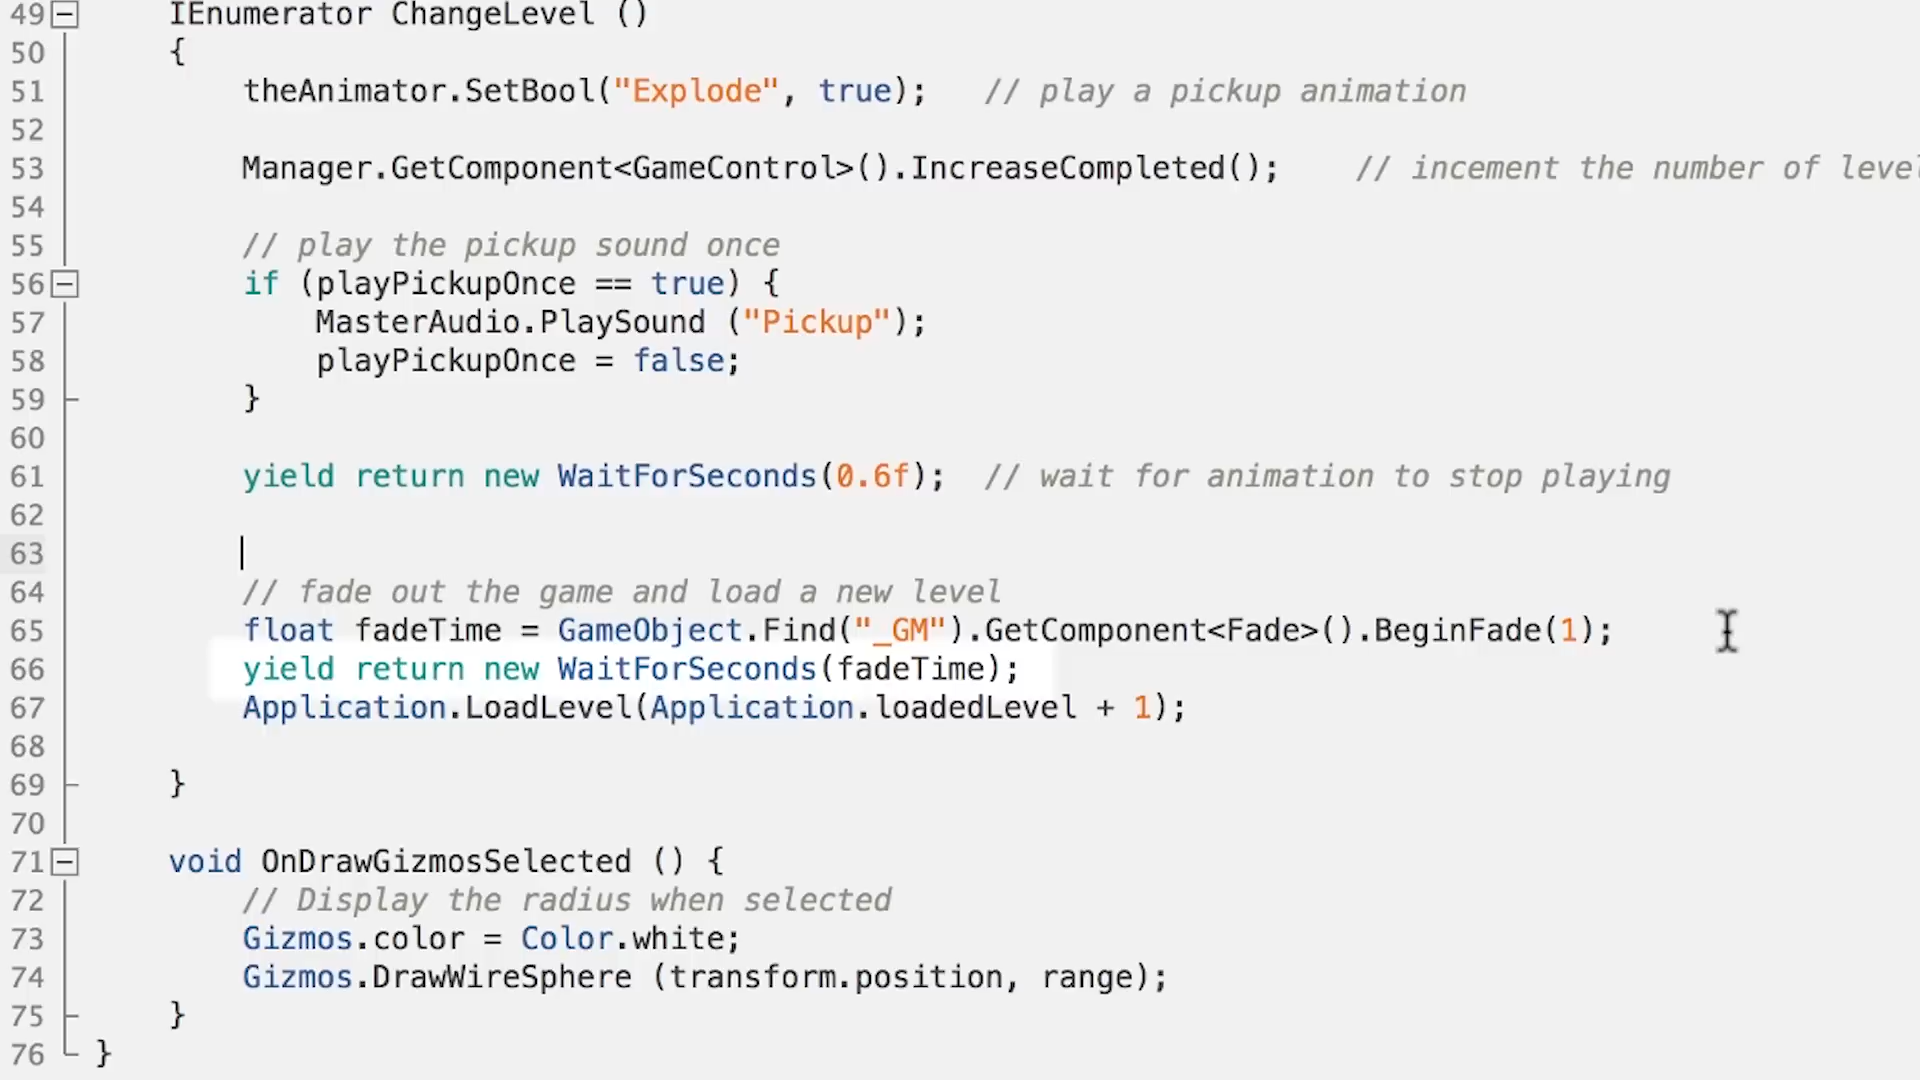 49 IEnumerator ChangeLevel ()
50 {
51 theAnimator.SetBool("Explode", true); // play a pickup animation
52
53 Manager.GetComponent<GameControl>().IncreaseCompleted(); // incement the number of level
54
55 // play the pickup sound once
56 if (playPickupOnce == true) {
57 MasterAudio.PlaySound ("Pickup");
58 playPickupOnce = false;
59 }
60
61 yield return new WaitForSeconds(0.6f); // wait for animation to stop playing
62
63
64 // fade out the game and load a new level
65 float fadeTime = GameObject.Find("_GM").GetComponent<Fade>().BeginFade(1);
66 yield return new WaitForSeconds(fadeTime);
67 Application.LoadLevel(Application.loadedLevel + 1);
68
69 }
70
71 void OnDrawGizmosSelected () {
72 // Display the radius when selected
73 Gizmos.color = Color.white;
74 Gizmos.DrawWireSphere (transform.position, range);
75 }
76 }